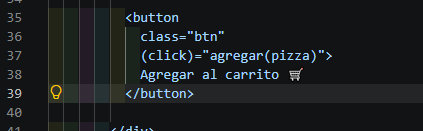 35 <button
36 class="btn"
37 (click)="agregar(pizza)">
38 Agregar al carrito 🛒
39 </button>
40
41 </div>